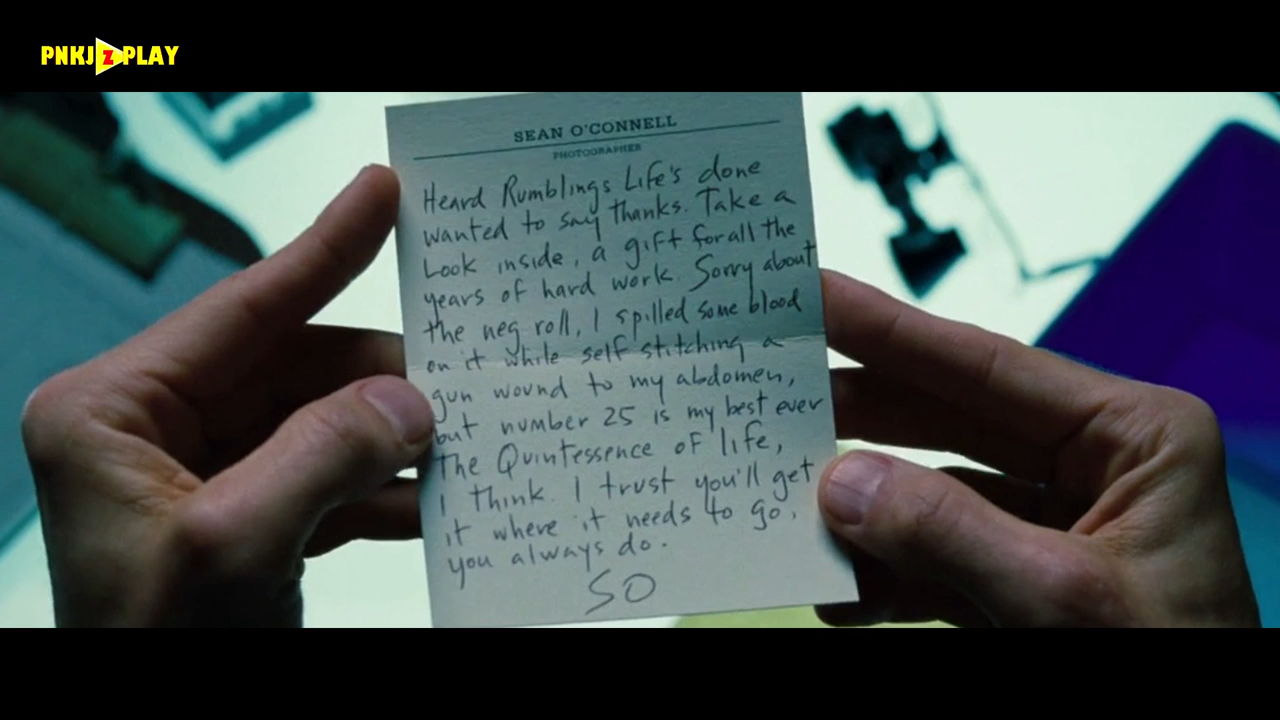 PNKJzPLAY
SEAN O'CONNELL
PHOTOGRAPHER
Heard Rumblings Life's done
wanted to say thanks. Take a
Look inside, a gift for all the
years of hard work. Sorry about
the neg roll, I spilled some blood
on it while self stitching a
gun wound to my abdomen,
but number 25 is my best ever
The Quintessence of life,
I think. I trust you'll get
it where it needs to go,
you always do.
SO